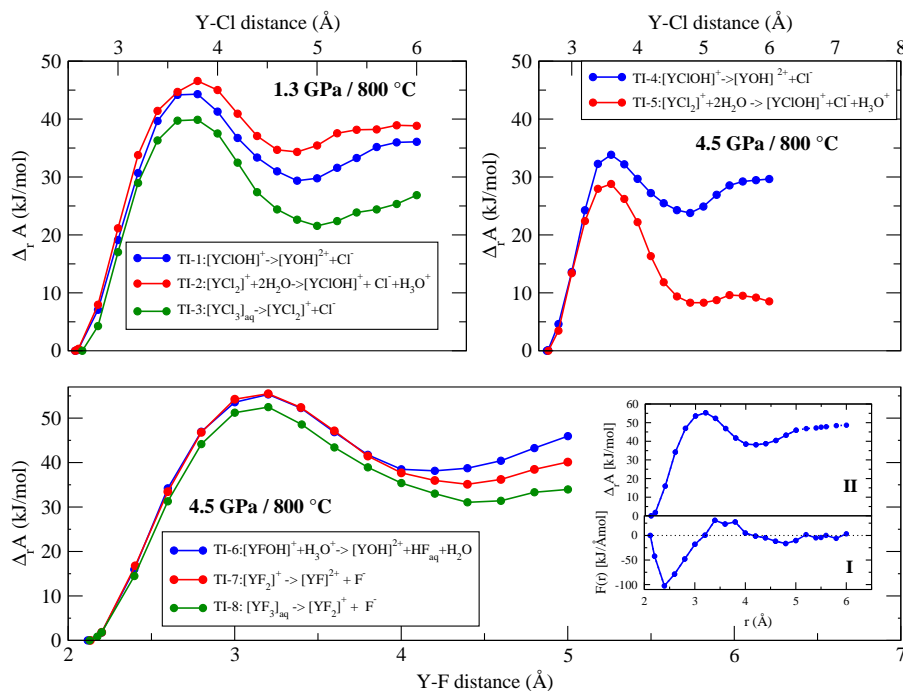 Y-Cl distance (Å)
3 4 5 6
50
40
30
20
10
0
Δ_r A (kJ/mol)
1.3 GPa / 800 °C
TI-1:[YClOH]⁺->[YOH]²⁺+Cl⁻
TI-2:[YCl₂]⁺+2H₂O->[YClOH]⁺+ Cl⁻+H₃O⁺
TI-3:[YCl₃]aq->[YCl₂]⁺+Cl⁻
Y-Cl distance (Å)
3 4 5 6 7 8
50
40
30
20
10
0
Δ_r A (kJ/mol)
TI-4:[YClOH]⁺->[YOH] ²⁺+Cl⁻
TI-5:[YCl₂]⁺+2H₂O -> [YClOH]⁺+Cl⁻+H₃O⁺
4.5 GPa / 800 °C
50
40
30
20
10
0
Δ_r A (kJ/mol)
4.5 GPa / 800 °C
TI-6:[YFOH]⁺+H₃O⁺-> [YOH]²⁺+HFaq+H₂O
TI-7:[YF₂]⁺ -> [YF]²⁺ + F⁻
TI-8: [YF₃]aq -> [YF₂]⁺ + F⁻
2 3 4 5 6 7
Y-F distance (Å)
60
50
40
30
20
10
0
Δ_rA [kJ/mol]
II
0
-50
-100
F(r) [kJ/Åmol]
I
2 3 4 5 6
r (Å)